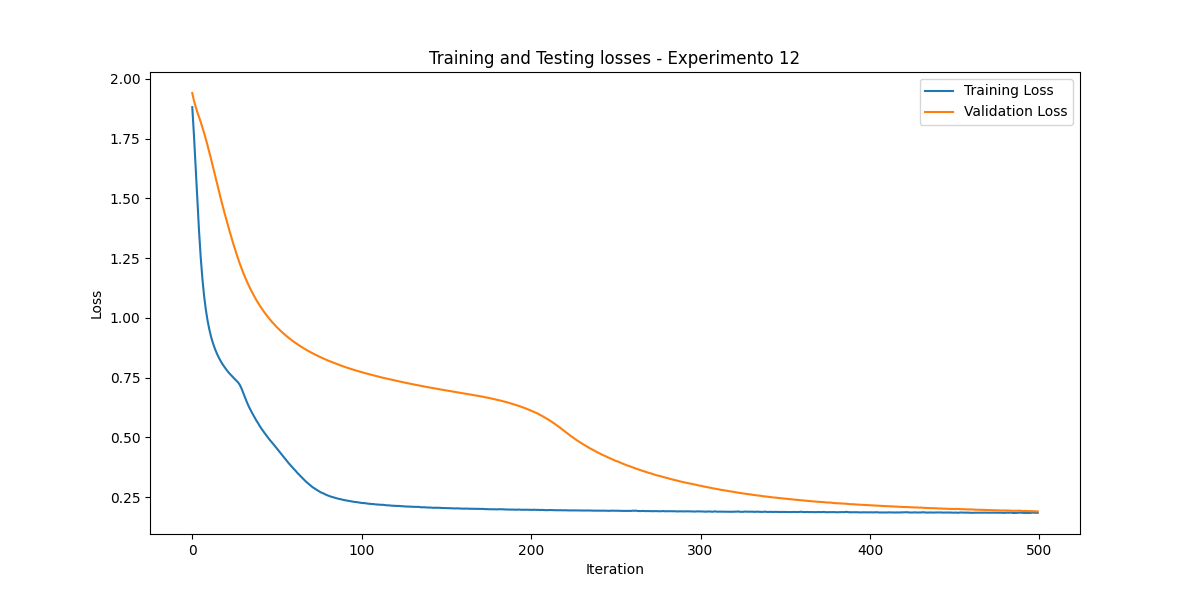 Training and Testing losses - Experimento 12
Training Loss
Validation Loss
2.00
1.75
1.50
1.25
1.00
0.75
0.50
0.25
Loss
0
100
200
300
400
500
Iteration